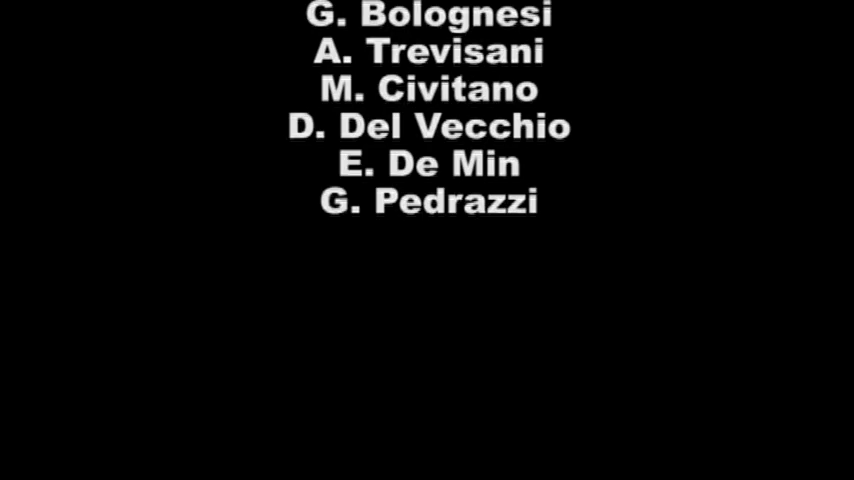 G. Bolognesi
A. Trevisani
M. Civitano
D. Del Vecchio
E. De Min
G. Pedrazzi